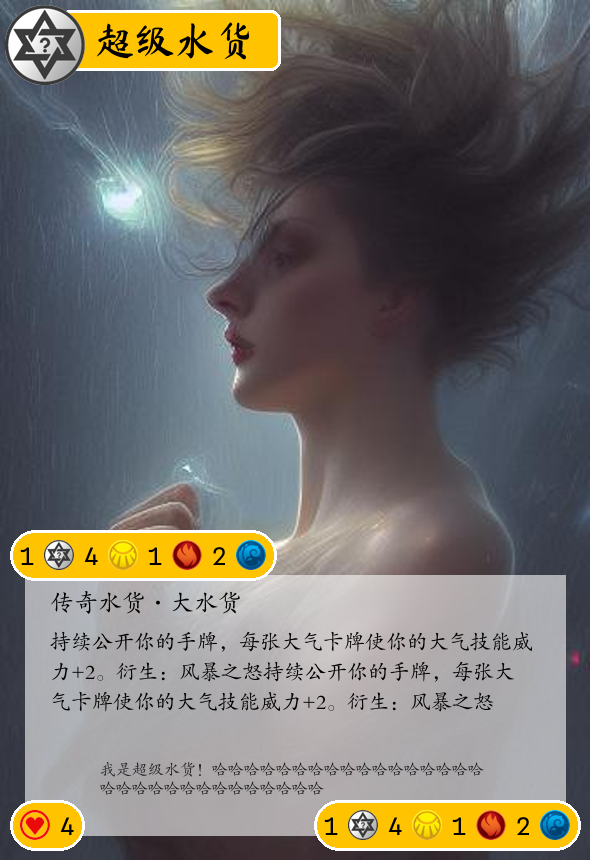 ? 超级水货
1 4 1 2
传奇水货·大水货
持续公开你的手牌，每张大气卡牌使你的大气技能威
力+2。衍生：风暴之怒持续公开你的手牌，每张大
气卡牌使你的大气技能威力+2。衍生：风暴之怒
我是超级水货！哈哈哈哈哈哈哈哈哈哈哈哈哈哈哈哈哈
哈哈哈哈哈哈哈哈哈哈哈哈哈哈
4
1 4 1 2